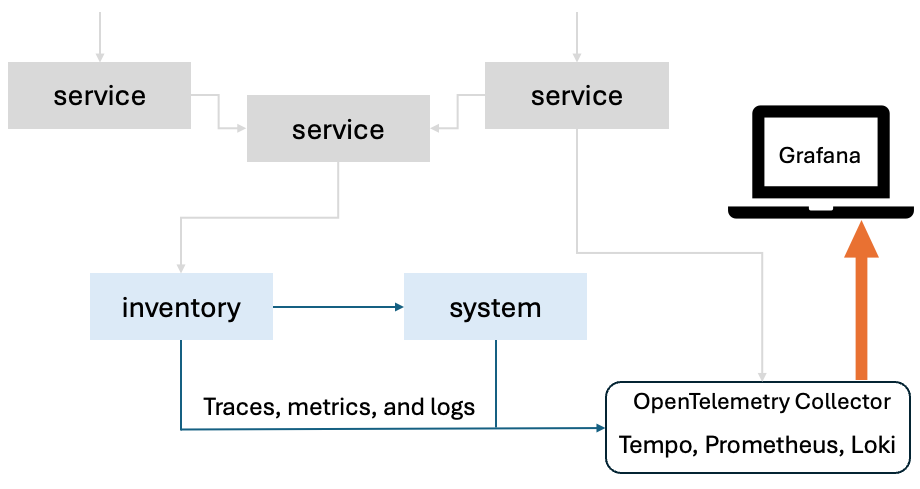 service
service
service
Grafana
inventory
system
Traces, metrics, and logs
OpenTelemetry Collector
Tempo, Prometheus, Loki